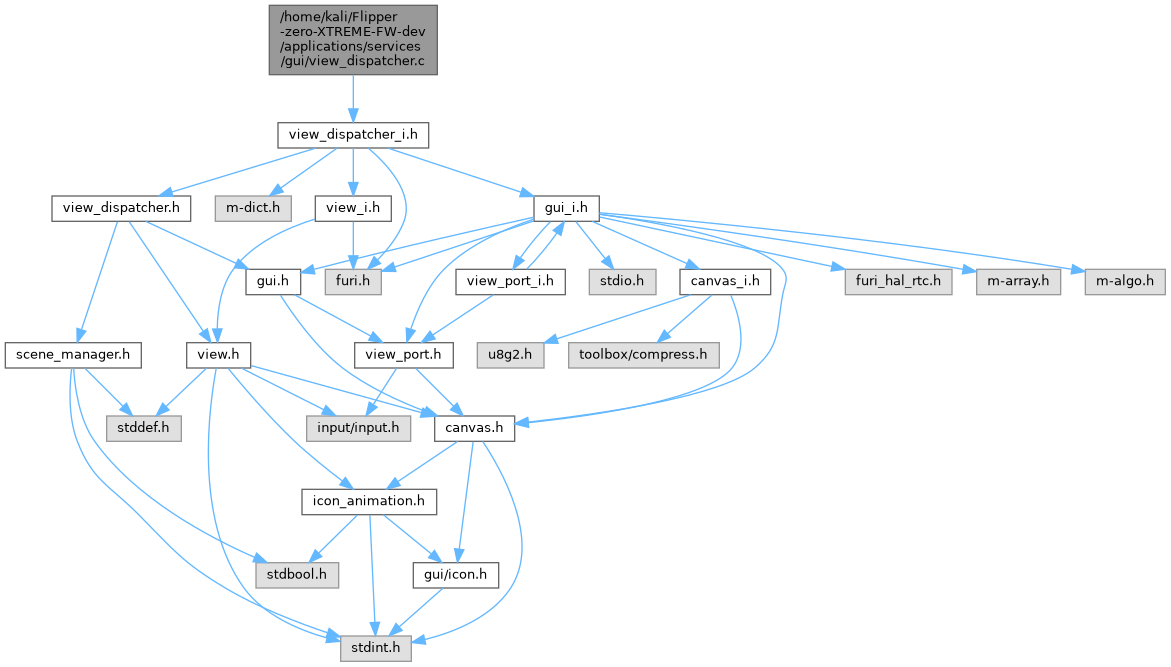 /home/kali/Flipper
-zero-XTREME-FW-dev
/applications/services
/gui/view_dispatcher.c
view_dispatcher_i.h
view_dispatcher.h
m-dict.h
view_i.h
gui_i.h
gui.h
furi.h
view_port_i.h
stdio.h
canvas_i.h
furi_hal_rtc.h
m-array.h
m-algo.h
scene_manager.h
view.h
view_port.h
u8g2.h
toolbox/compress.h
stddef.h
input/input.h
canvas.h
icon_animation.h
stdbool.h
gui/icon.h
stdint.h